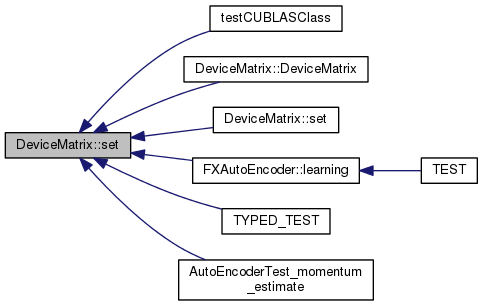 testCUBLASClass
DeviceMatrix::DeviceMatrix
DeviceMatrix::set
DeviceMatrix::set
FXAutoEncoder::learning
TEST
TYPED_TEST
AutoEncoderTest_momentum
_estimate